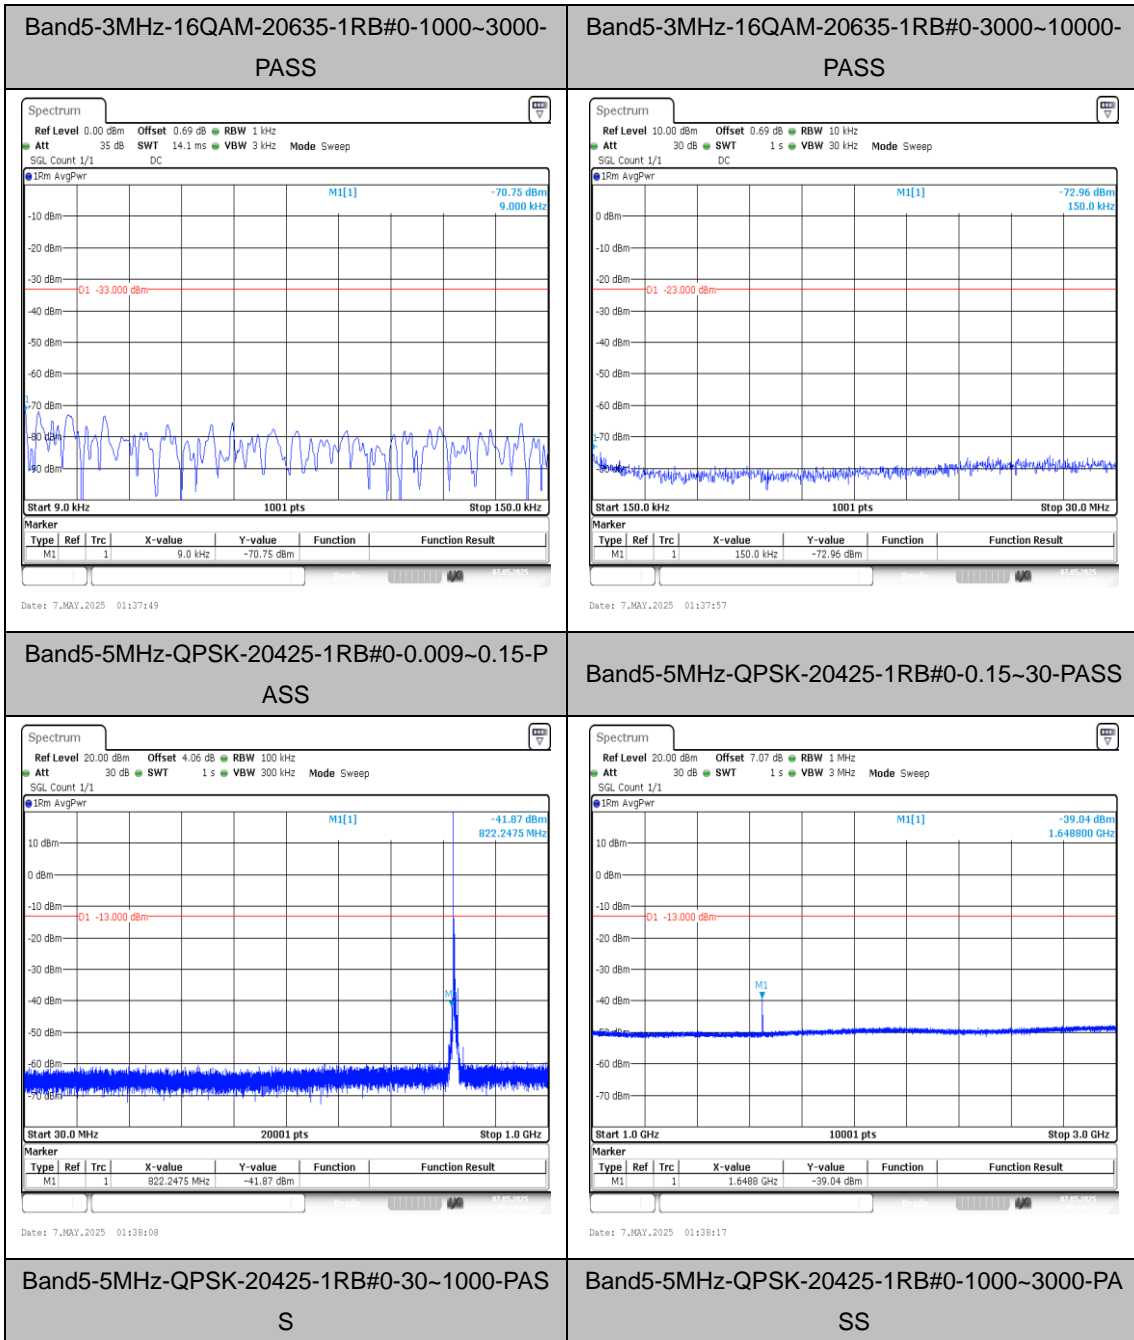 Band5-3MHz-16QAM-20635-1RB#0-1000~3000-
PASS
Band5-3MHz-16QAM-20635-1RB#0-3000~10000-
PASS
Spectrum
Ref Level 0.00 dBm Offset 0.69 dB RBW 1 kHz
Att 35 dB SWT 14.1 ms VBW 3 kHz Mode Sweep
SGL Count 1/1 DC
1Rm AvgPwr
M1[1] -70.75 dBm
9.000 kHz
-10 dBm
-20 dBm
-30 dBm
D1 -33.000 dBm
-40 dBm
-50 dBm
-60 dBm
-70 dBm
-80 dBm
-90 dBm
Start 9.0 kHz 1001 pts Stop 150.0 kHz
Marker
Type Ref Trc X-value Y-value Function Function Result
M1 1 9.0 kHz -70.75 dBm
Ready 07.05.2025
Date: 7.MAY.2025 01:37:49
Spectrum
Ref Level 10.00 dBm Offset 0.69 dB RBW 10 kHz
Att 30 dB SWT 1 s VBW 30 kHz Mode Sweep
SGL Count 1/1 DC
1Rm AvgPwr
M1[1] -72.96 dBm
150.0 kHz
0 dBm
-10 dBm
-20 dBm
D1 -23.000 dBm
-30 dBm
-40 dBm
-50 dBm
-60 dBm
-70 dBm
-80 dBm
Start 150.0 kHz 1001 pts Stop 30.0 MHz
Marker
Type Ref Trc X-value Y-value Function Function Result
M1 1 150.0 kHz -72.96 dBm
Ready 07.05.2025
Date: 7.MAY.2025 01:37:57
Band5-5MHz-QPSK-20425-1RB#0-0.009~0.15-P
ASS
Band5-5MHz-QPSK-20425-1RB#0-0.15~30-PASS
Spectrum
Ref Level 20.00 dBm Offset 4.06 dB RBW 100 kHz
Att 30 dB SWT 1 s VBW 300 kHz Mode Sweep
SGL Count 1/1
1Rm AvgPwr
M1[1] -41.87 dBm
822.2475 MHz
10 dBm
0 dBm
-10 dBm
D1 -13.000 dBm
-20 dBm
-30 dBm
-40 dBm
-50 dBm
-60 dBm
-70 dBm
Start 30.0 MHz 20001 pts Stop 1.0 GHz
Marker
Type Ref Trc X-value Y-value Function Function Result
M1 1 822.2475 MHz -41.87 dBm
Ready 07.05.2025
Date: 7.MAY.2025 01:38:08
Spectrum
Ref Level 20.00 dBm Offset 7.07 dB RBW 1 MHz
Att 30 dB SWT 1 s VBW 3 MHz Mode Sweep
SGL Count 1/1
1Rm AvgPwr
M1[1] -39.04 dBm
1.648800 GHz
10 dBm
0 dBm
-10 dBm
D1 -13.000 dBm
-20 dBm
-30 dBm
M1
-40 dBm
-50 dBm
-60 dBm
-70 dBm
Start 1.0 GHz 10001 pts Stop 3.0 GHz
Marker
Type Ref Trc X-value Y-value Function Function Result
M1 1 1.6488 GHz -39.04 dBm
Ready 07.05.2025
Date: 7.MAY.2025 01:38:17
Band5-5MHz-QPSK-20425-1RB#0-30~1000-PAS
S
Band5-5MHz-QPSK-20425-1RB#0-1000~3000-PA
SS